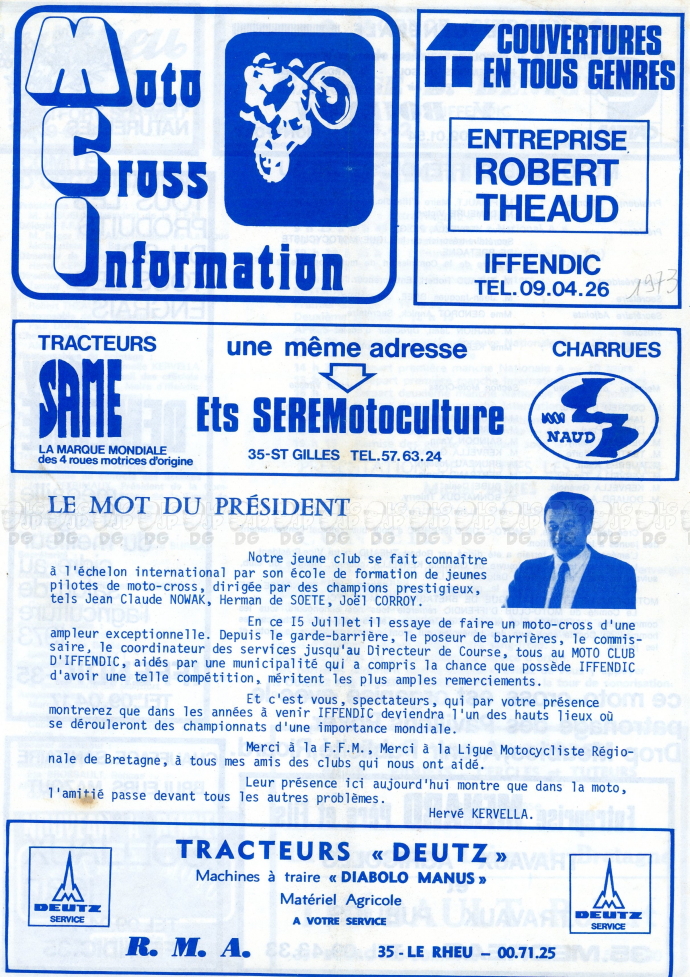 Moto
Cross
Information
COUVERTURES
EN TOUS GENRES
ENTREPRISE
ROBERT
THEAUD
IFFENDIC
TEL. 09.04.26
1973
TRACTEURS
SAME
LA MARQUE MONDIALE
des 4 roues motrices d'origine
une même adresse
Ets SEREMotoculture
35-ST GILLES TEL. 57.63.24
CHARRUES
NAUD
LE MOT DU PRÉSIDENT
Notre jeune club se fait connaître
à l'échelon international par son école de formation de jeunes
pilotes de moto-cross, dirigée par des champions prestigieux,
tels Jean Claude NOWAK, Herman de SOETE, Joël CORROY.
En ce I5 Juillet il essaye de faire un moto-cross d'une
ampleur exceptionnelle. Depuis le garde-barrière, le poseur de barrières, le commis-
saire, le coordinateur des services jusqu'au Directeur de Course, tous au MOTO CLUB
D'IFFENDIC, aidés par une municipalité qui a compris la chance que possède IFFENDIC
d'avoir une telle compétition, méritent les plus amples remerciements.
Et c'est vous, spectateurs, qui par votre présence
montrerez que dans les années à venir IFFENDIC deviendra l'un des hauts lieux où
se dérouleront des championnats d'une importance mondiale.
Merci à la F.F.M., Merci à la Ligue Motocycliste Régio-
nale de Bretagne, à tous mes amis des clubs qui nous ont aidé.
Leur présence ici aujourd'hui montre que dans la moto,
l'amitié passe devant tous les autres problèmes.
Hervé KERVELLA.
TRACTEURS « DEUTZ »
Machines à traire « DIABOLO MANUS »
Matériel Agricole
A VOTRE SERVICE
R. M. A. 35 - LE RHEU - 00.71.25
DEUTZ
SERVICE
DEUTZ
SERVICE